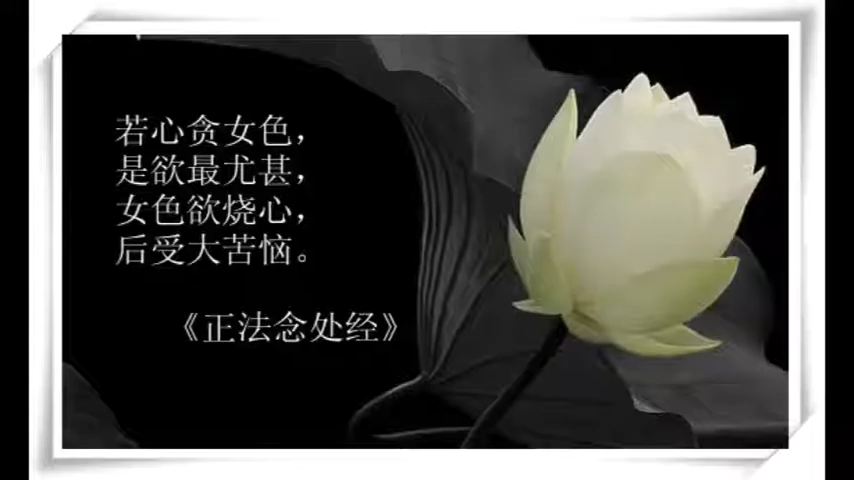 若心贪女色，
是欲最尤甚，
女色欲烧心，
后受大苦恼。
《正法念处经》